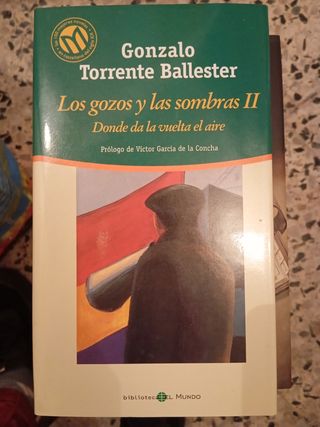 Gonzalo
Torrente Ballester
Los gozos y las sombras II
Donde da la vuelta el aire
Prólogo de Víctor García de la Concha
biblioteca EL MUNDO